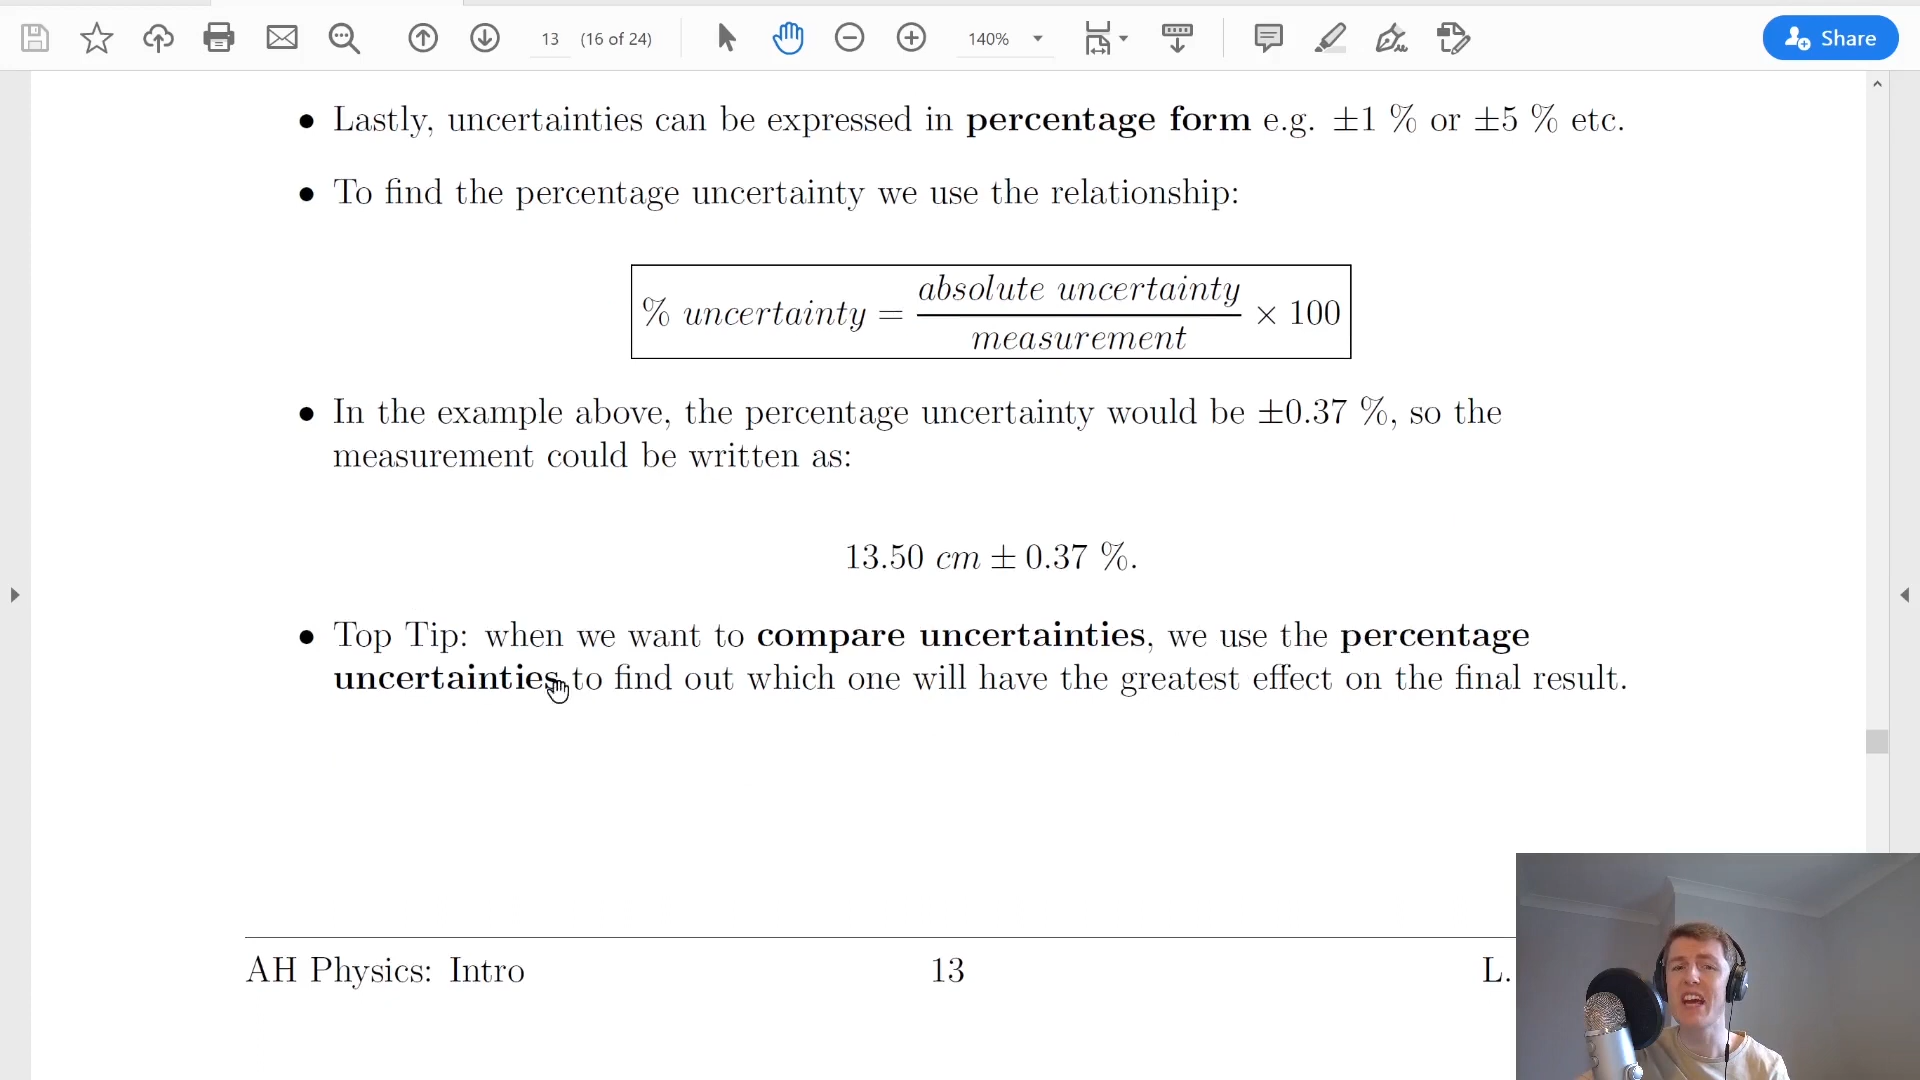 13 (16 of 24) 140% Share
• Lastly, uncertainties can be expressed in percentage form e.g. ±1 % or ±5 % etc.
• To find the percentage uncertainty we use the relationship:
% uncertainty = absolute uncertainty / measurement × 100
• In the example above, the percentage uncertainty would be ±0.37 %, so the
measurement could be written as:
13.50 cm ± 0.37 %.
• Top Tip: when we want to compare uncertainties, we use the percentage
uncertainties to find out which one will have the greatest effect on the final result.
AH Physics: Intro 13 L.